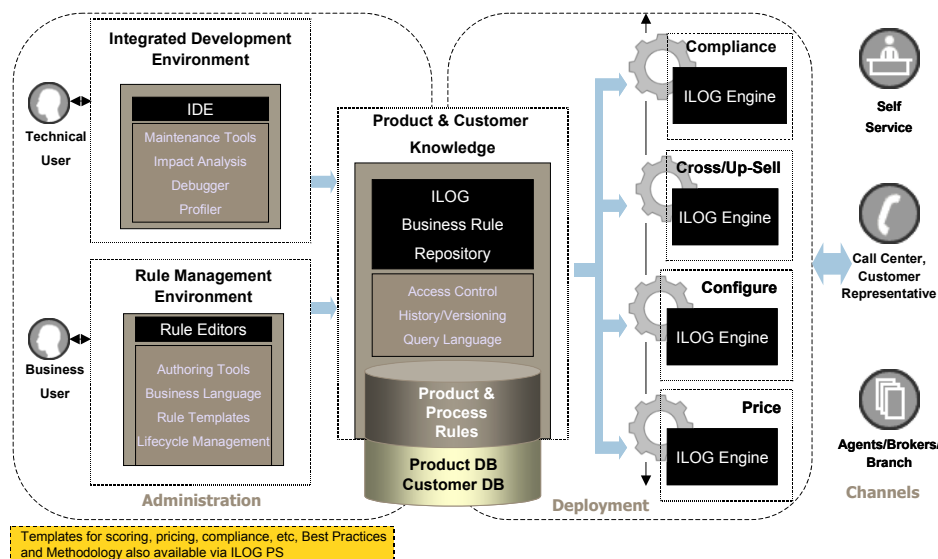 Integrated Development
Environment
IDE
Maintenance Tools
Impact Analysis
Debugger
Profiler
Technical
User
Rule Management
Environment
Rule Editors
Authoring Tools
Business Language
Rule Templates
Lifecycle Management
Business
User
Administration
Product & Customer
Knowledge
ILOG
Business Rule
Repository
Access Control
History/Versioning
Query Language
Product &
Process
Rules
Product DB
Customer DB
Compliance
ILOG Engine
Cross/Up-Sell
ILOG Engine
Configure
ILOG Engine
Price
ILOG Engine
Deployment
Self
Service
Call Center,
Customer
Representative
Agents/Brokers/
Branch
Channels
Templates for scoring, pricing, compliance, etc, Best Practices
and Methodology also available via ILOG PS